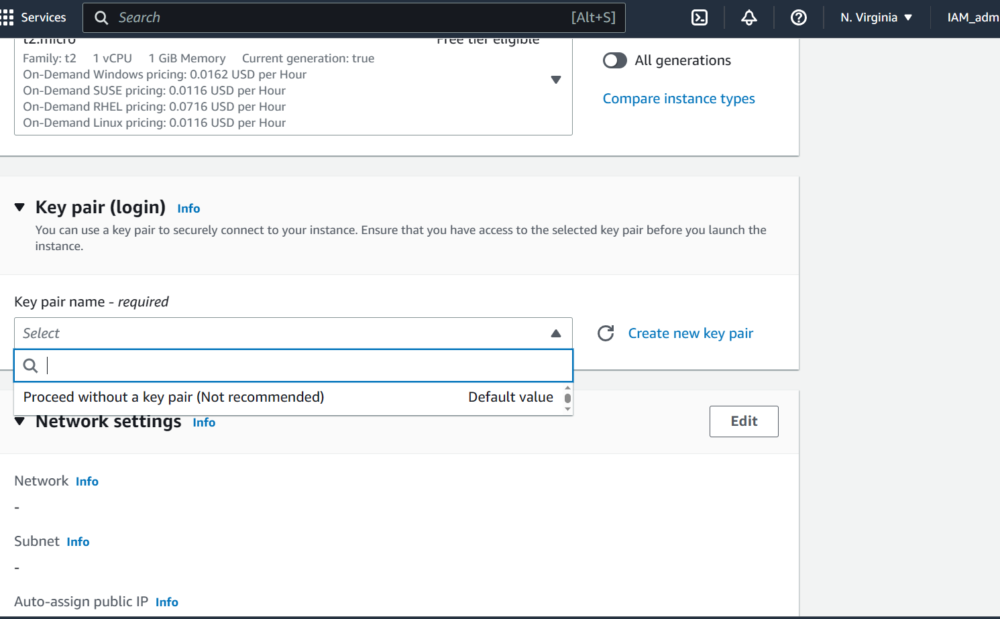 Services Search [Alt+S] N. Virginia IAM_adm
t2.micro Free tier eligible
Family: t2 1 vCPU 1 GiB Memory Current generation: true
On-Demand Windows pricing: 0.0162 USD per Hour
On-Demand SUSE pricing: 0.0116 USD per Hour
On-Demand RHEL pricing: 0.0716 USD per Hour
On-Demand Linux pricing: 0.0116 USD per Hour
All generations
Compare instance types
Key pair (login) Info
You can use a key pair to securely connect to your instance. Ensure that you have access to the selected key pair before you launch the
instance.
Key pair name - required
Select
Create new key pair
Proceed without a key pair (Not recommended) Default value
Network settings Info
Edit
Network Info
-
Subnet Info
-
Auto-assign public IP Info